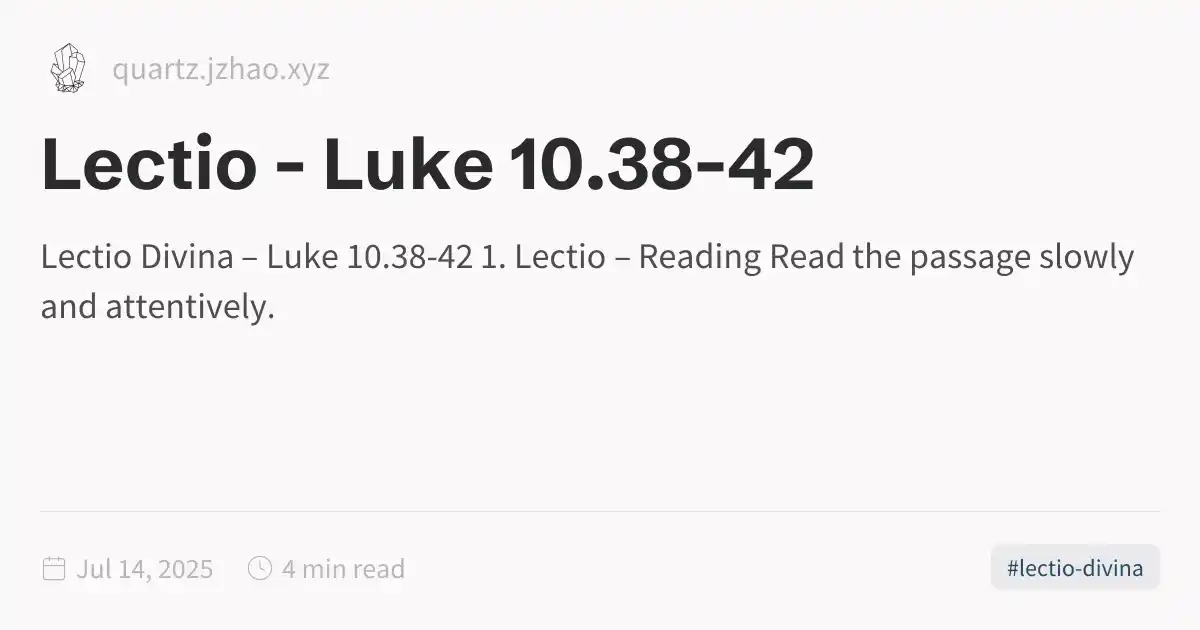 quartz.jzhao.xyz
Lectio - Luke 10.38-42
Lectio Divina – Luke 10.38-42 1. Lectio – Reading Read the passage slowly
and attentively.
Jul 14, 2025 4 min read #lectio-divina